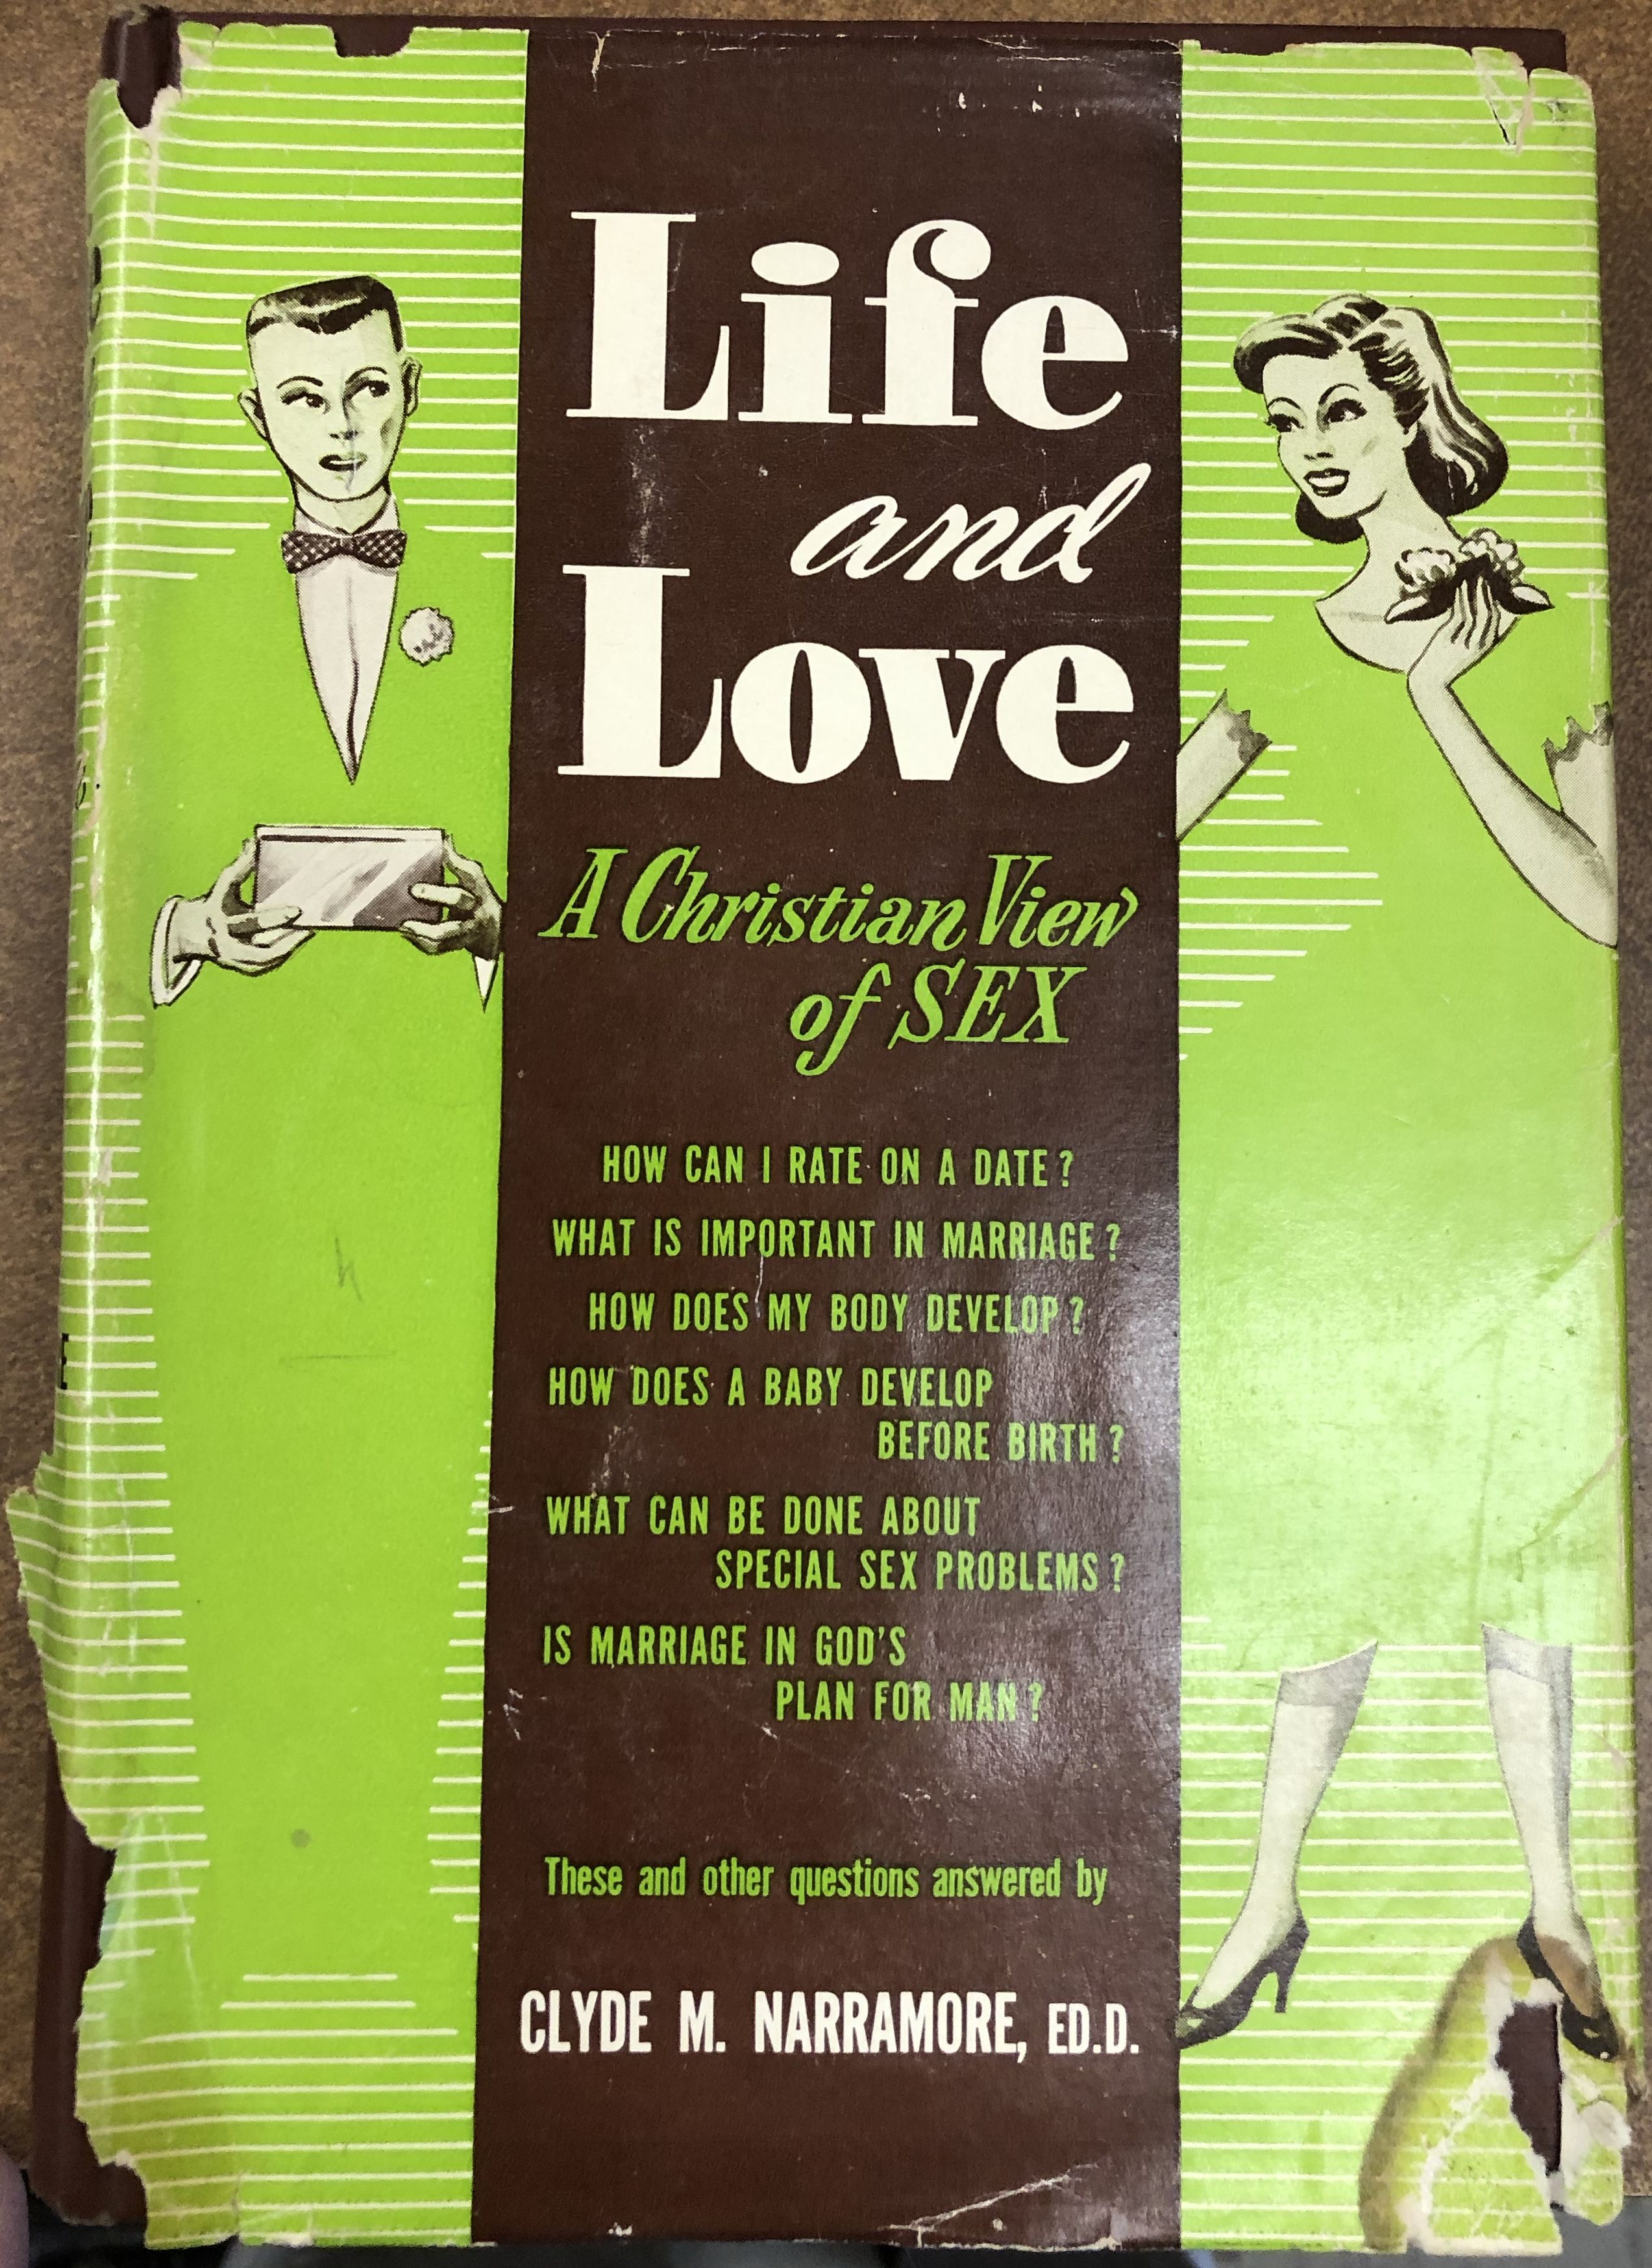 Life
and
Love
A Christian View
of SEX
HOW CAN I RATE ON A DATE?
WHAT IS IMPORTANT IN MARRIAGE?
HOW DOES MY BODY DEVELOP?
HOW DOES A BABY DEVELOP
BEFORE BIRTH?
WHAT CAN BE DONE ABOUT
SPECIAL SEX PROBLEMS?
IS MARRIAGE IN GOD'S
PLAN FOR MAN?
These and other questions answered by
CLYDE M. NARRAMORE, ED.D.